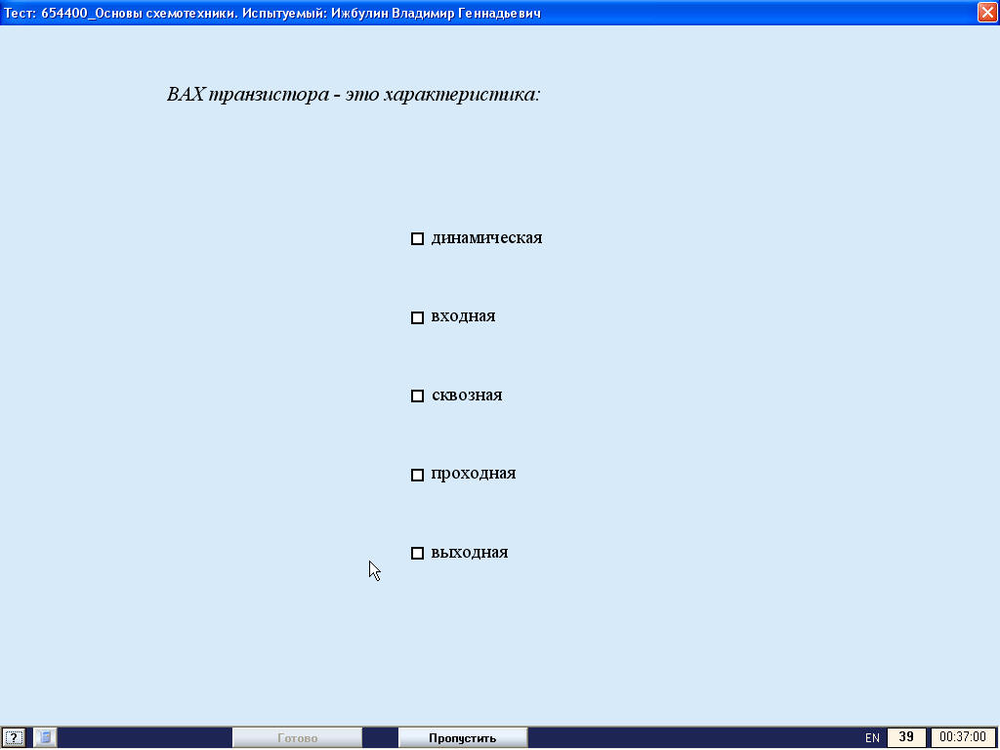 Тест: 654400_Основы схемотехники. Испытуемый: Ижбулин Владимир Геннадьевич
ВАХ транзистора - это характеристика:
динамическая
входная
сквозная
проходная
выходная
? Готово Пропустить EN 39 00:37:00